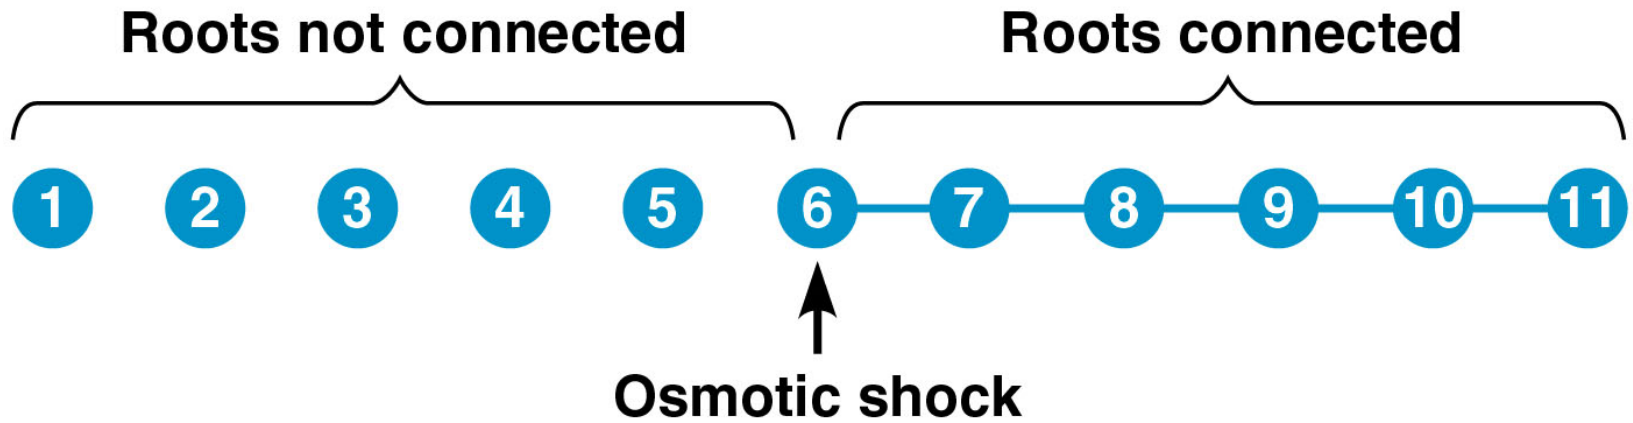 Roots not connected
Roots connected
1 2 3 4 5 6 7 8 9 10 11
Osmotic shock